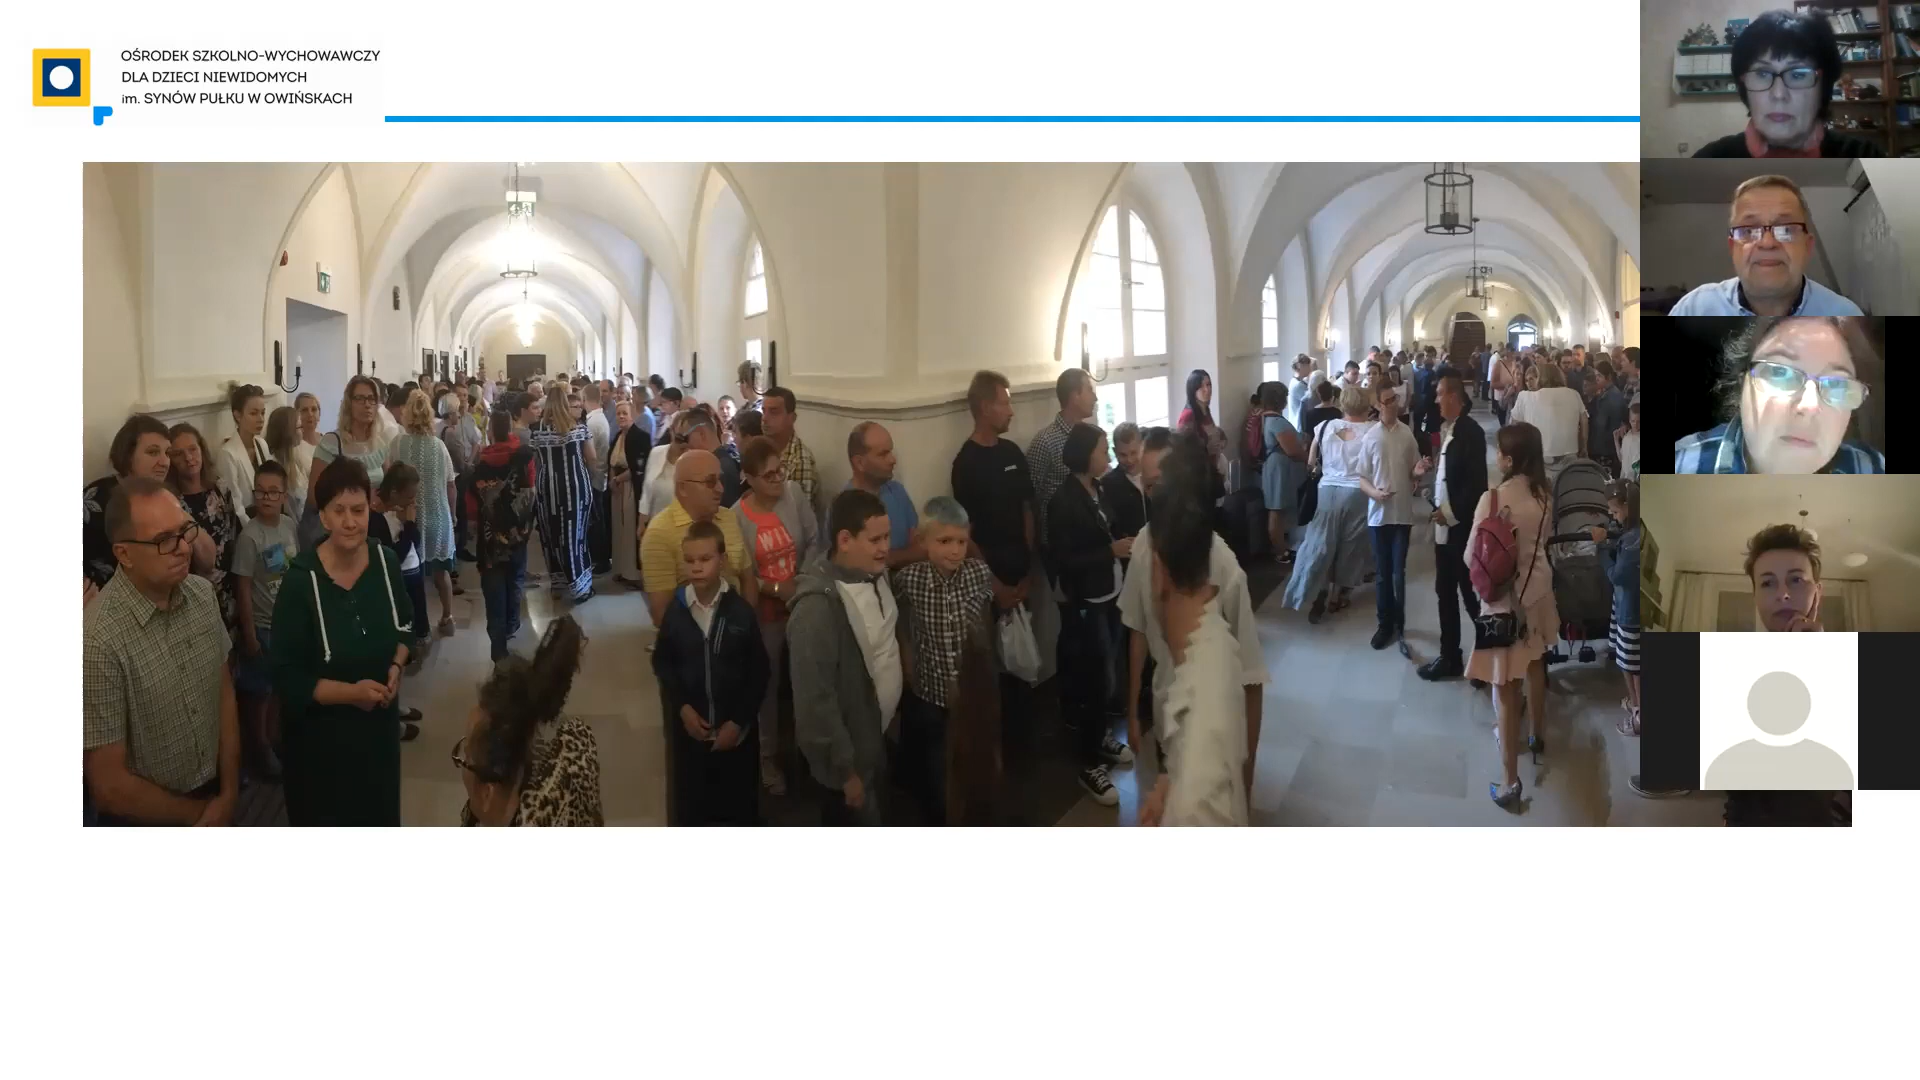 OŚRODEK SZKOLNO-WYCHOWAWCZY
DLA DZIECI NIEWIDOMYCH
im. SYNÓW PUŁKU W OWIŃSKACH